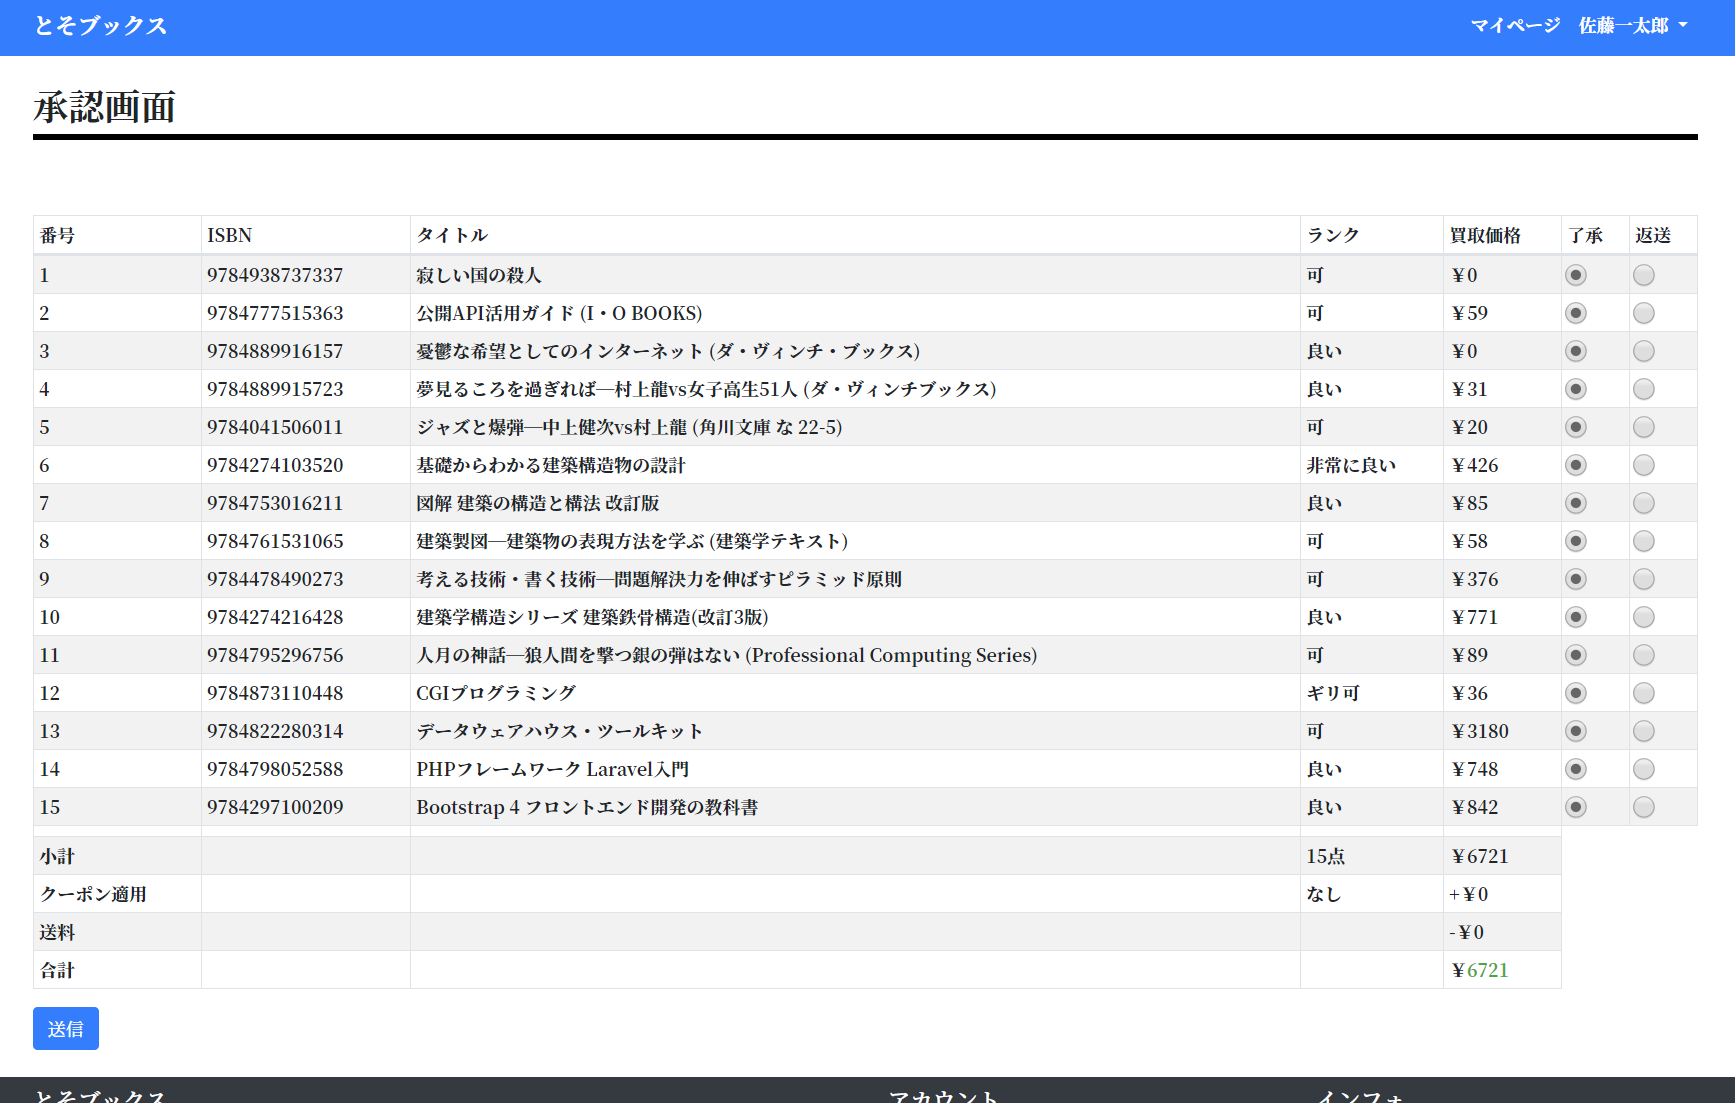 とそブックス マイページ 佐藤一太郎
承認画面
番号 ISBN タイトル ランク 買取価格 了承 返送
1 9784938737337 寂しい国の殺人 可 ¥0
2 9784777515363 公開API活用ガイド (I・O BOOKS) 可 ¥59
3 9784889916157 憂鬱な希望としてのインターネット (ダ・ヴィンチ・ブックス) 良い ¥0
4 9784889915723 夢見るころを過ぎれば―村上龍vs女子高生51人 (ダ・ヴィンチブックス) 良い ¥31
5 9784041506011 ジャズと爆弾―中上健次vs村上龍 (角川文庫 な 22-5) 可 ¥20
6 9784274103520 基礎からわかる建築構造物の設計 非常に良い ¥426
7 9784753016211 図解 建築の構造と構法 改訂版 良い ¥85
8 9784761531065 建築製図―建築物の表現方法を学ぶ (建築学テキスト) 可 ¥58
9 9784478490273 考える技術・書く技術―問題解決力を伸ばすピラミッド原則 可 ¥376
10 9784274216428 建築学構造シリーズ 建築鉄骨構造(改訂3版) 良い ¥771
11 9784795296756 人月の神話―狼人間を撃つ銀の弾はない (Professional Computing Series) 可 ¥89
12 9784873110448 CGIプログラミング ギリ可 ¥36
13 9784822280314 データウェアハウス・ツールキット 可 ¥3180
14 9784798052588 PHPフレームワーク Laravel入門 良い ¥748
15 9784297100209 Bootstrap 4 フロントエンド開発の教科書 良い ¥842
小計 15点 ¥6721
クーポン適用 なし +¥0
送料 -¥0
合計 ¥6721
送信
とそブックス アカウント インフォ